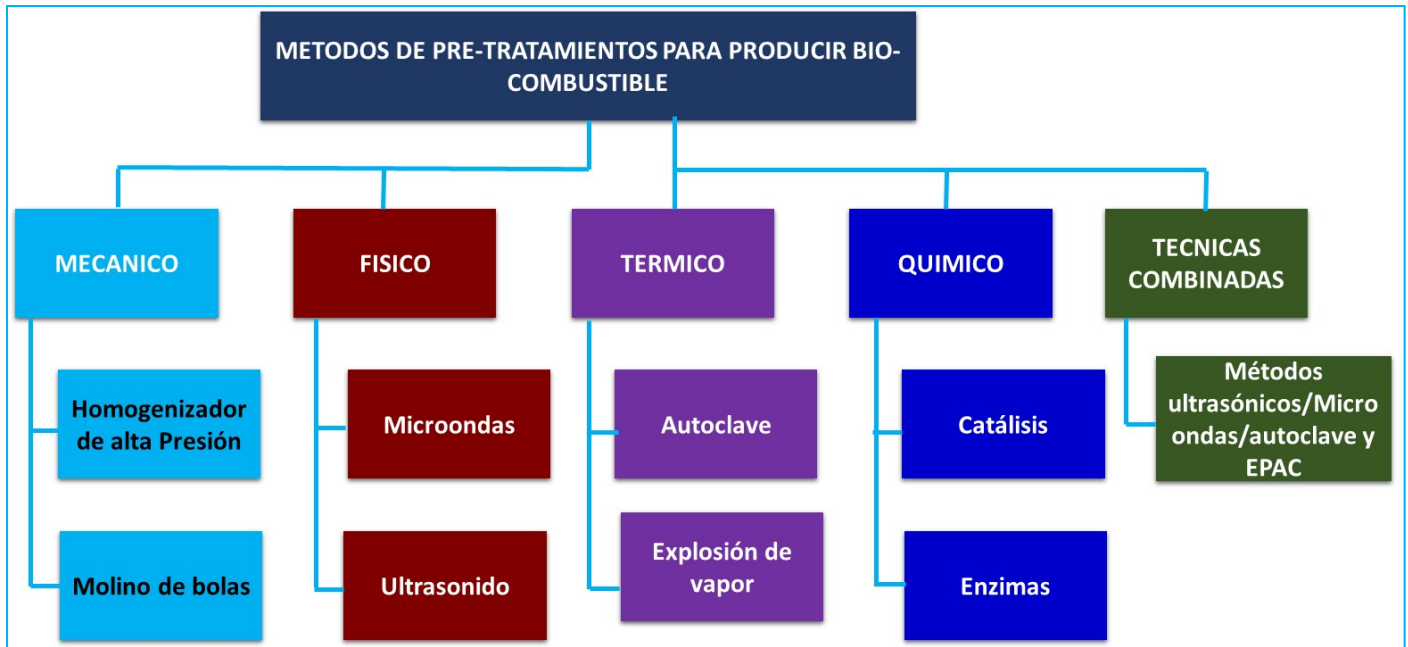 METODOS DE PRE-TRATAMIENTOS PARA PRODUCIR BIO-
COMBUSTIBLE
MECANICO
FISICO
TERMICO
QUIMICO
TECNICAS
COMBINADAS
Homogenizador
de alta Presión
Microondas
Autoclave
Catálisis
Métodos
ultrasónicos/Micro
ondas/autoclave y
EPAC
Molino de bolas
Ultrasonido
Explosión de
vapor
Enzimas